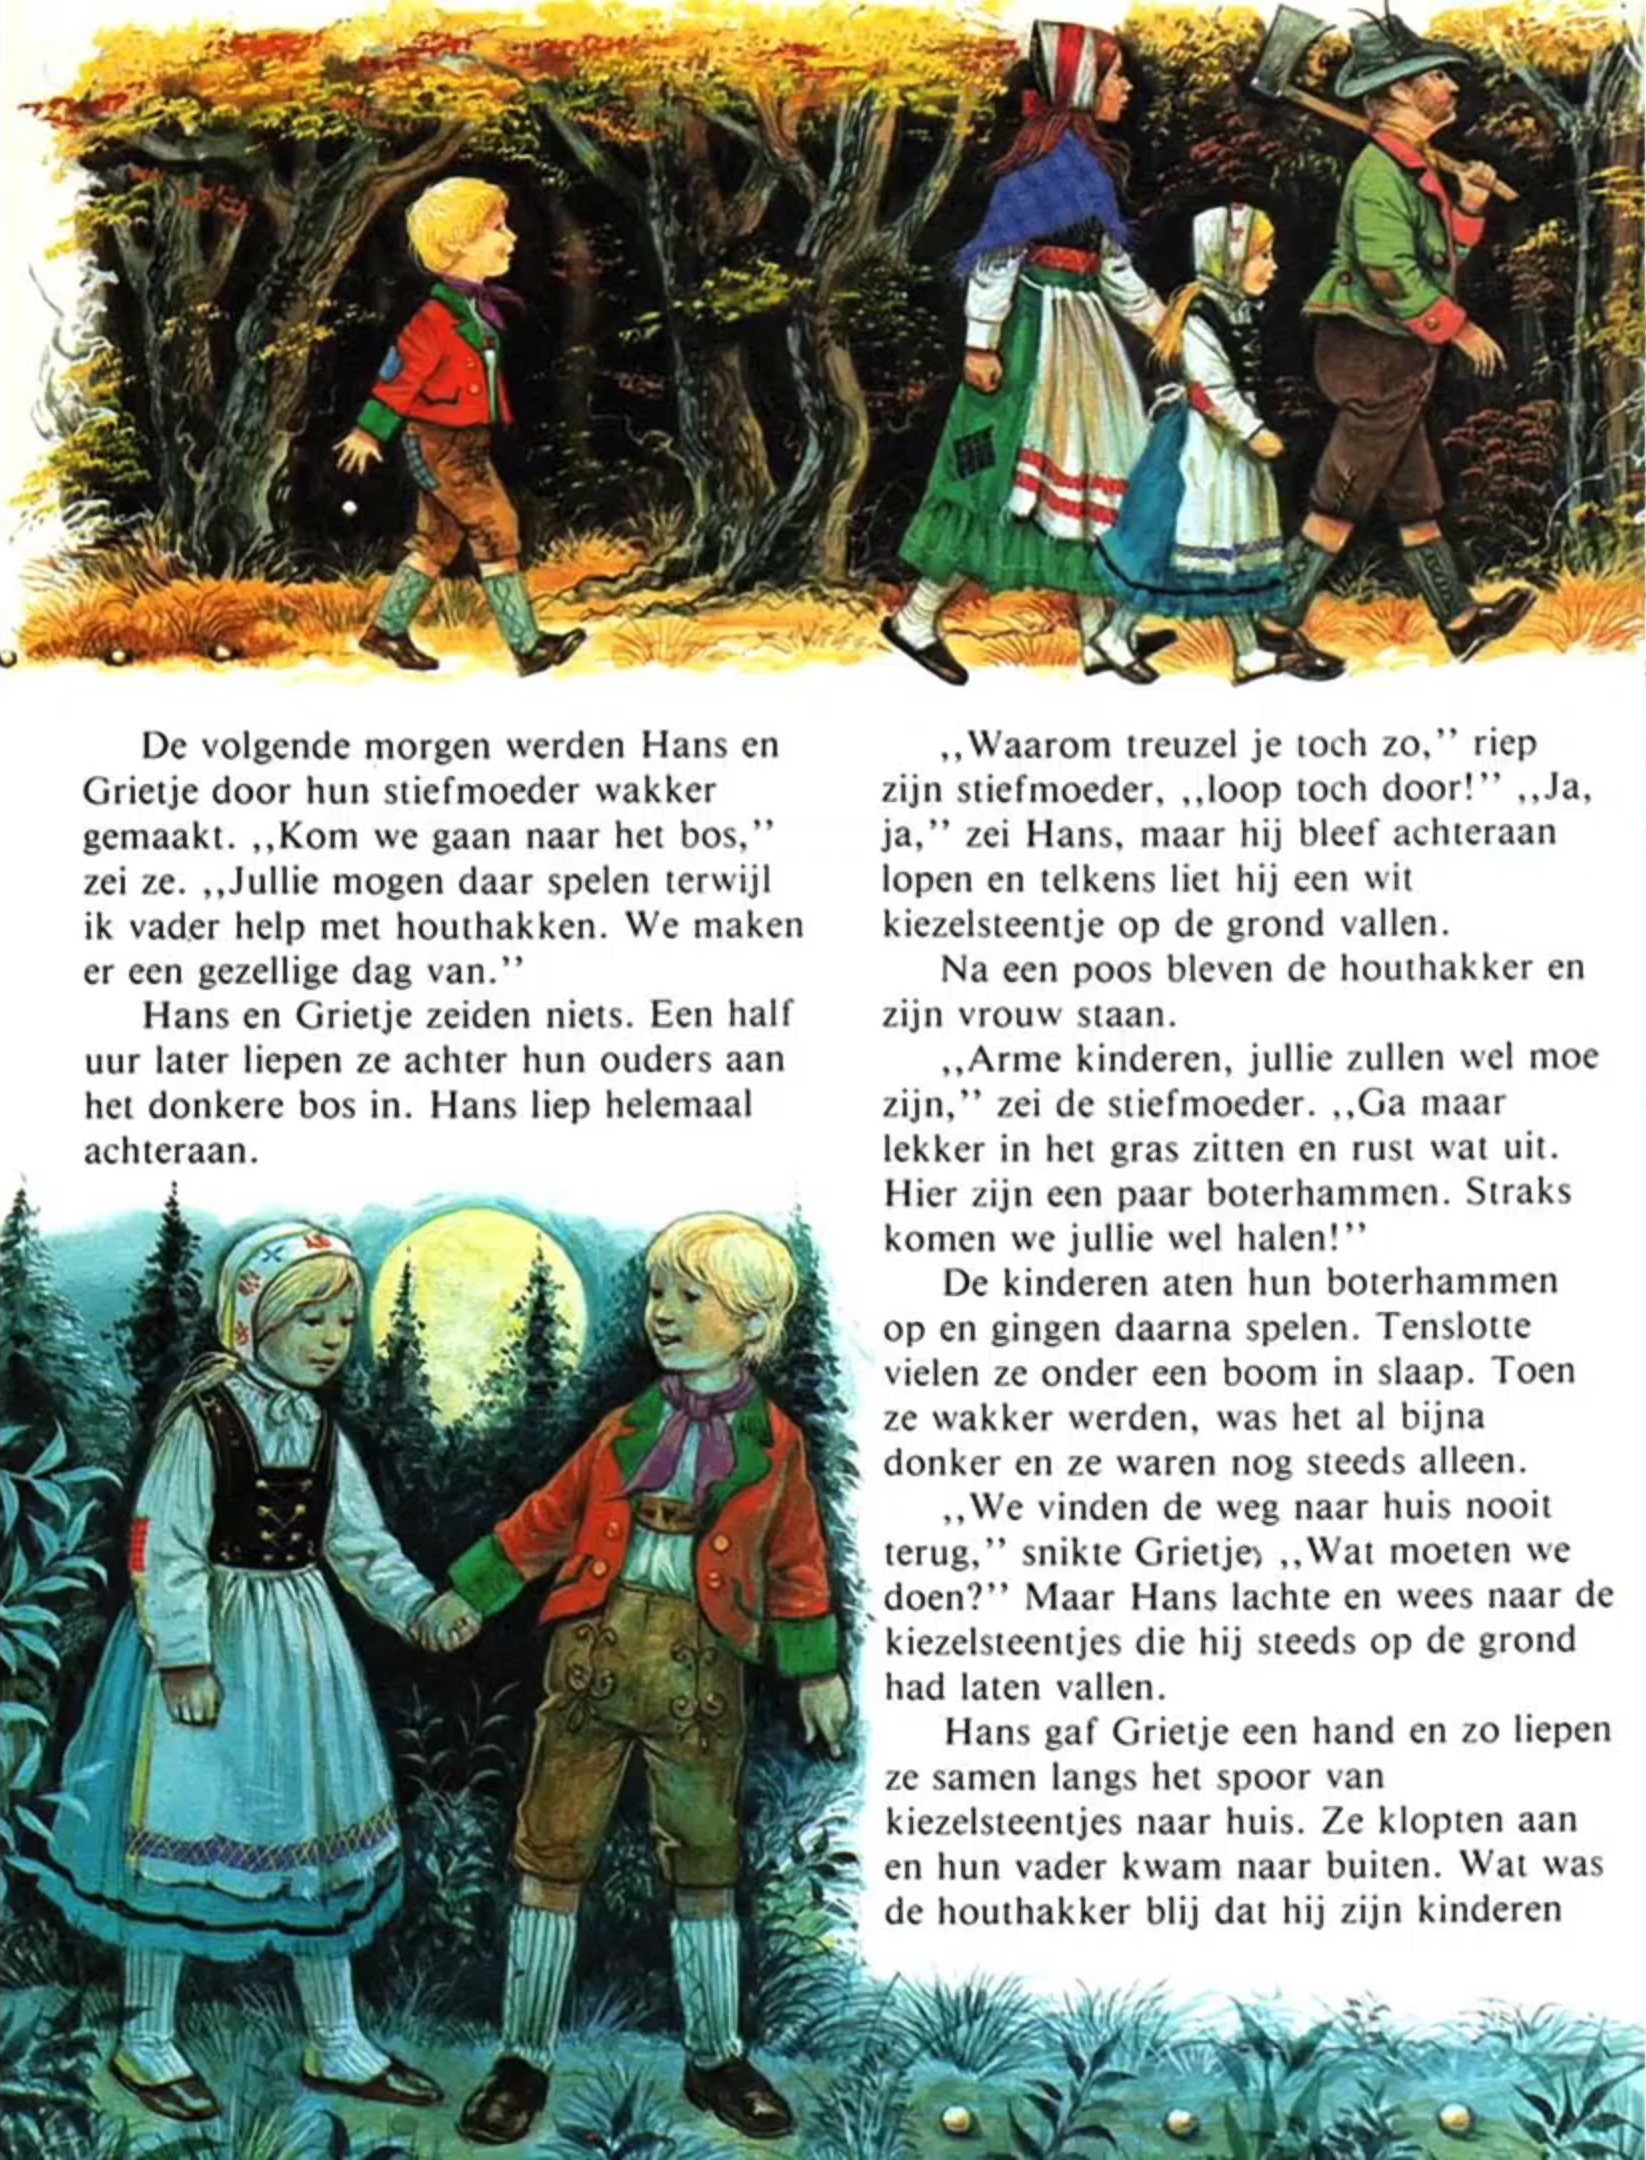 De volgende morgen werden Hans en
Grietje door hun stiefmoeder wakker
gemaakt. ,,Kom we gaan naar het bos,’’
zei ze. ,,Jullie mogen daar spelen terwijl
ik vader help met houthakken. We maken
er een gezellige dag van.’’
Hans en Grietje zeiden niets. Een half
uur later liepen ze achter hun ouders aan
het donkere bos in. Hans liep helemaal
achteraan.
,,Waarom treuzel je toch zo,’’ riep
zijn stiefmoeder, ,,loop toch door!’’ ,,Ja,
ja,’’ zei Hans, maar hij bleef achteraan
lopen en telkens liet hij een wit
kiezelsteentje op de grond vallen.
Na een poos bleven de houthakker en
zijn vrouw staan.
,,Arme kinderen, jullie zullen wel moe
zijn,’’ zei de stiefmoeder. ,,Ga maar
lekker in het gras zitten en rust wat uit.
Hier zijn een paar boterhammen. Straks
komen we jullie wel halen!’’
De kinderen aten hun boterhammen
op en gingen daarna spelen. Tenslotte
vielen ze onder een boom in slaap. Toen
ze wakker werden, was het al bijna
donker en ze waren nog steeds alleen.
,,We vinden de weg naar huis nooit
terug,’’ snikte Grietje, ,,Wat moeten we
doen?’’ Maar Hans lachte en wees naar de
kiezelsteentjes die hij steeds op de grond
had laten vallen.
Hans gaf Grietje een hand en zo liepen
ze samen langs het spoor van
kiezelsteentjes naar huis. Ze klopten aan
en hun vader kwam naar buiten. Wat was
de houthakker blij dat hij zijn kinderen